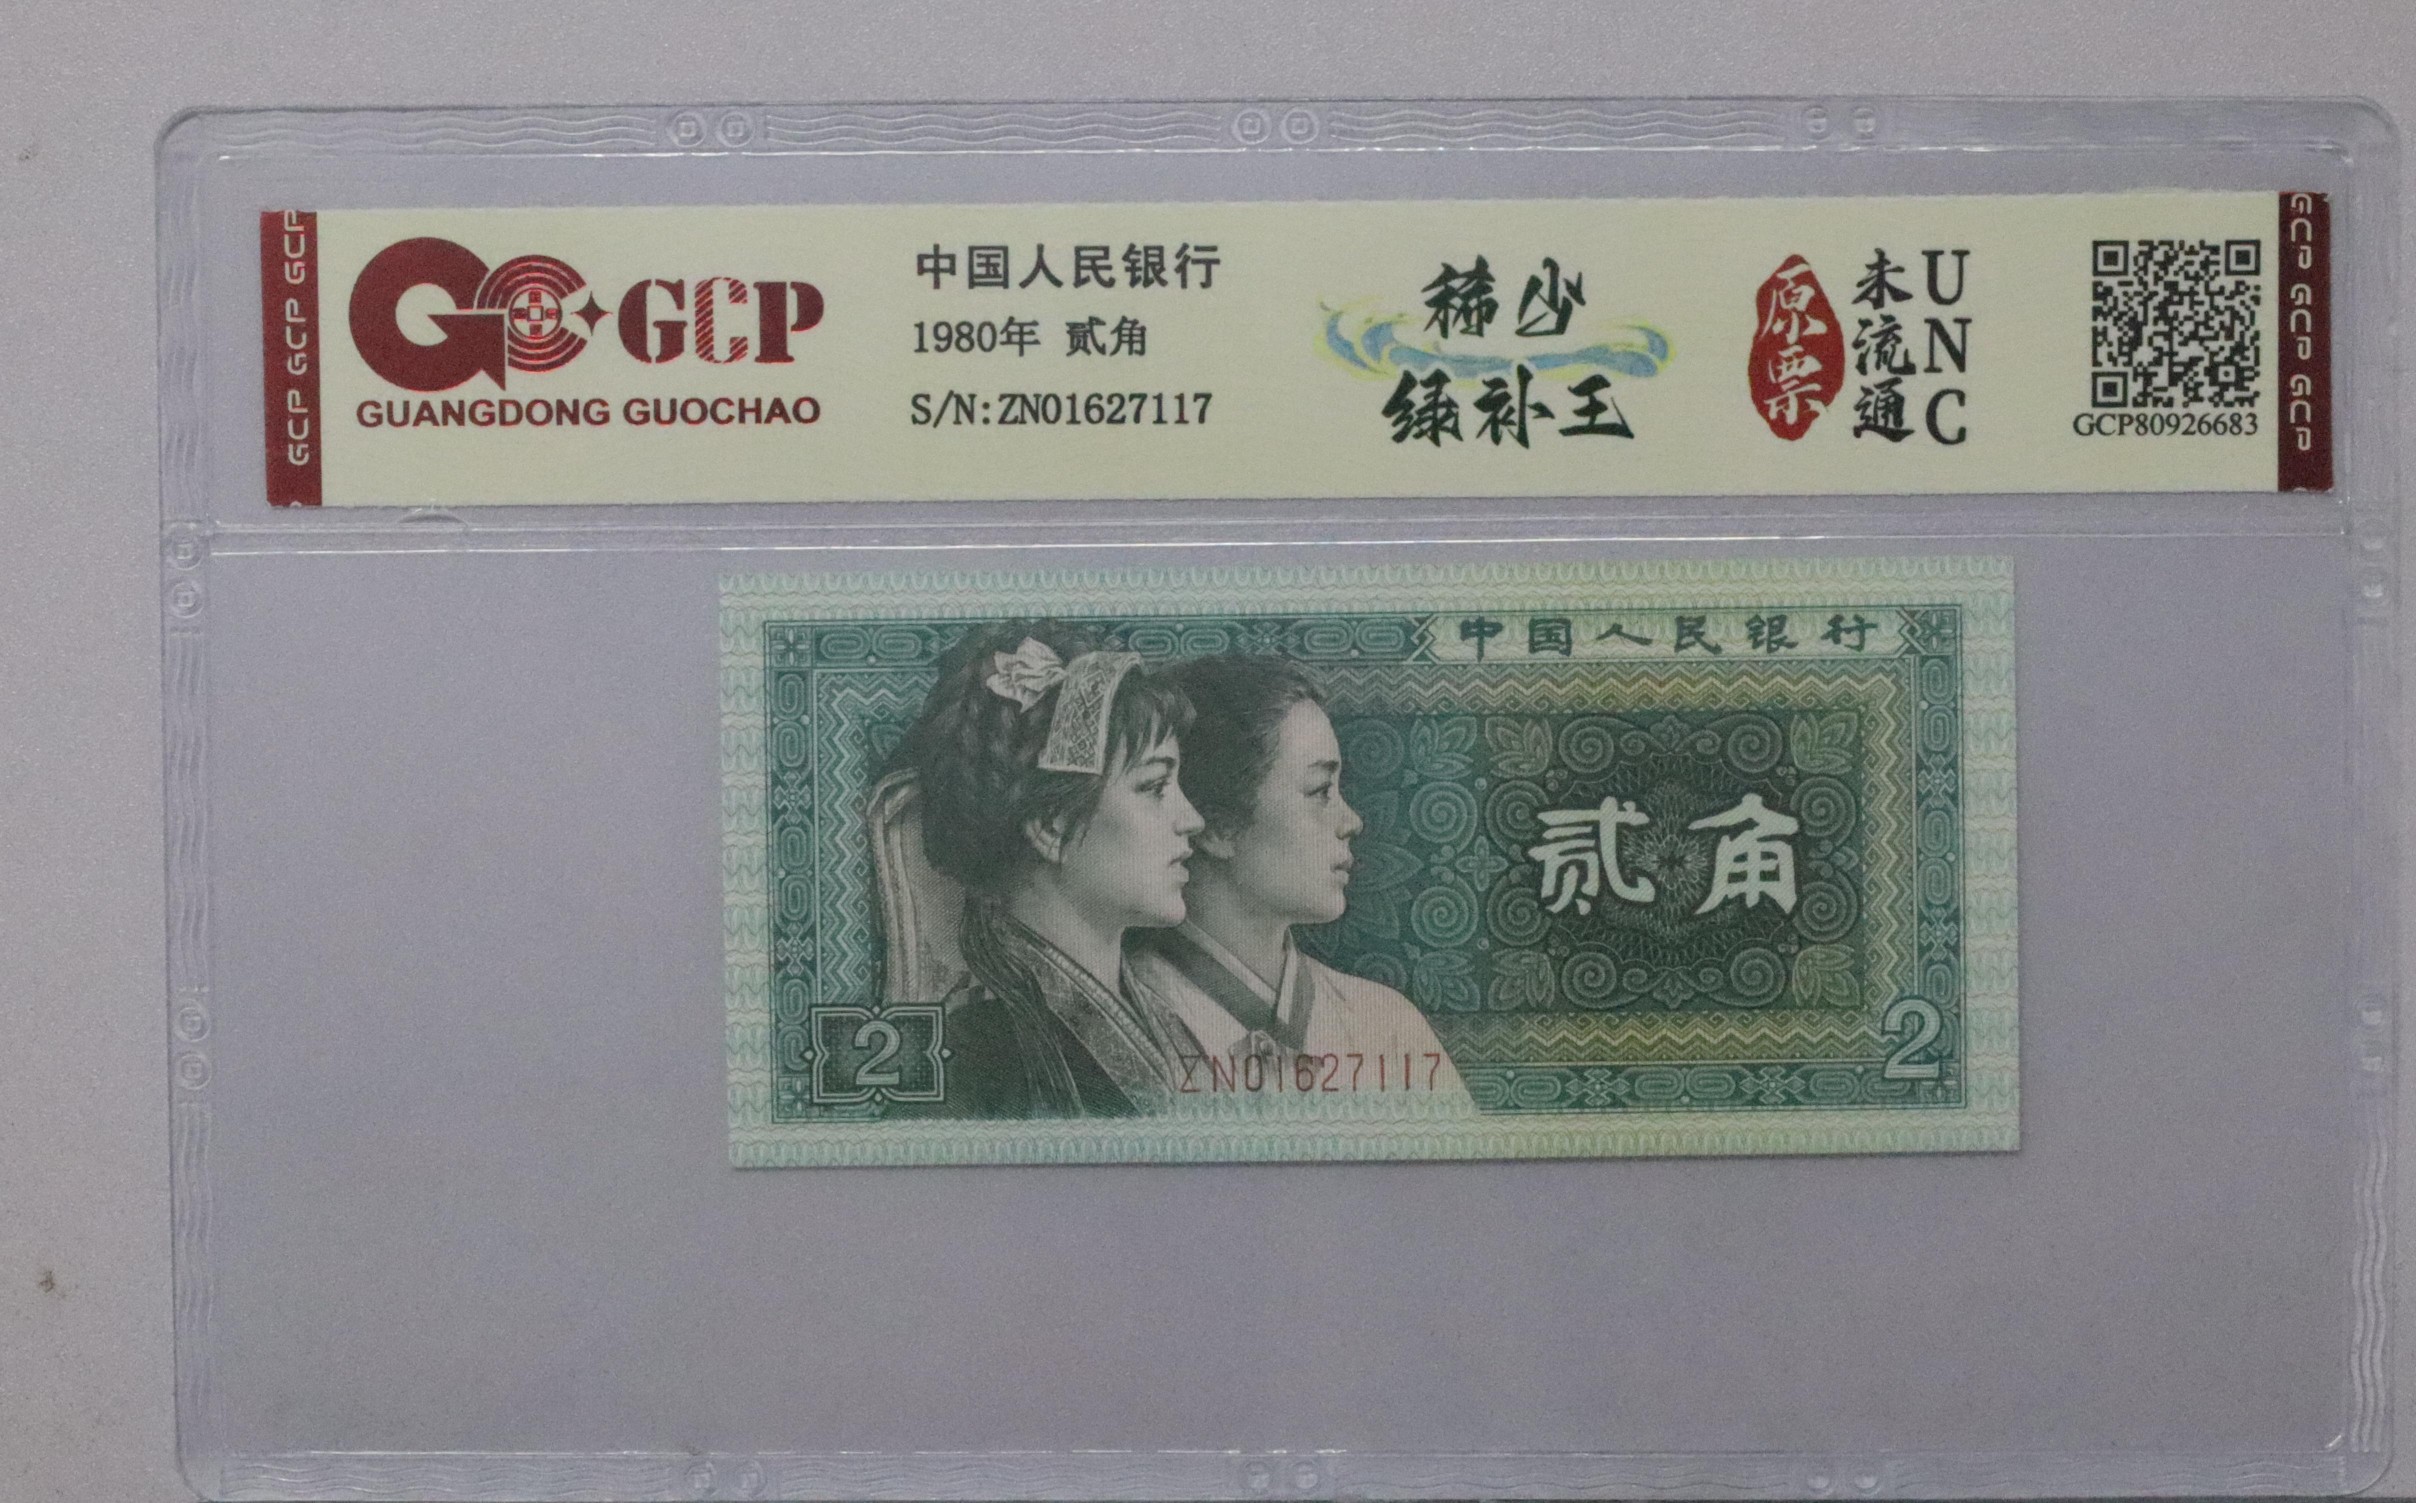 GCP GCP GCP
GCP
GUANGDONG GUOCHAO
中国人民银行
1980年 贰角
S/N:ZN01627117
稀少
绿补王
原票
未流通
UNC
GCP80926683
GCP GCP GCP
中国人民银行
贰角
2
2
ZN01627117